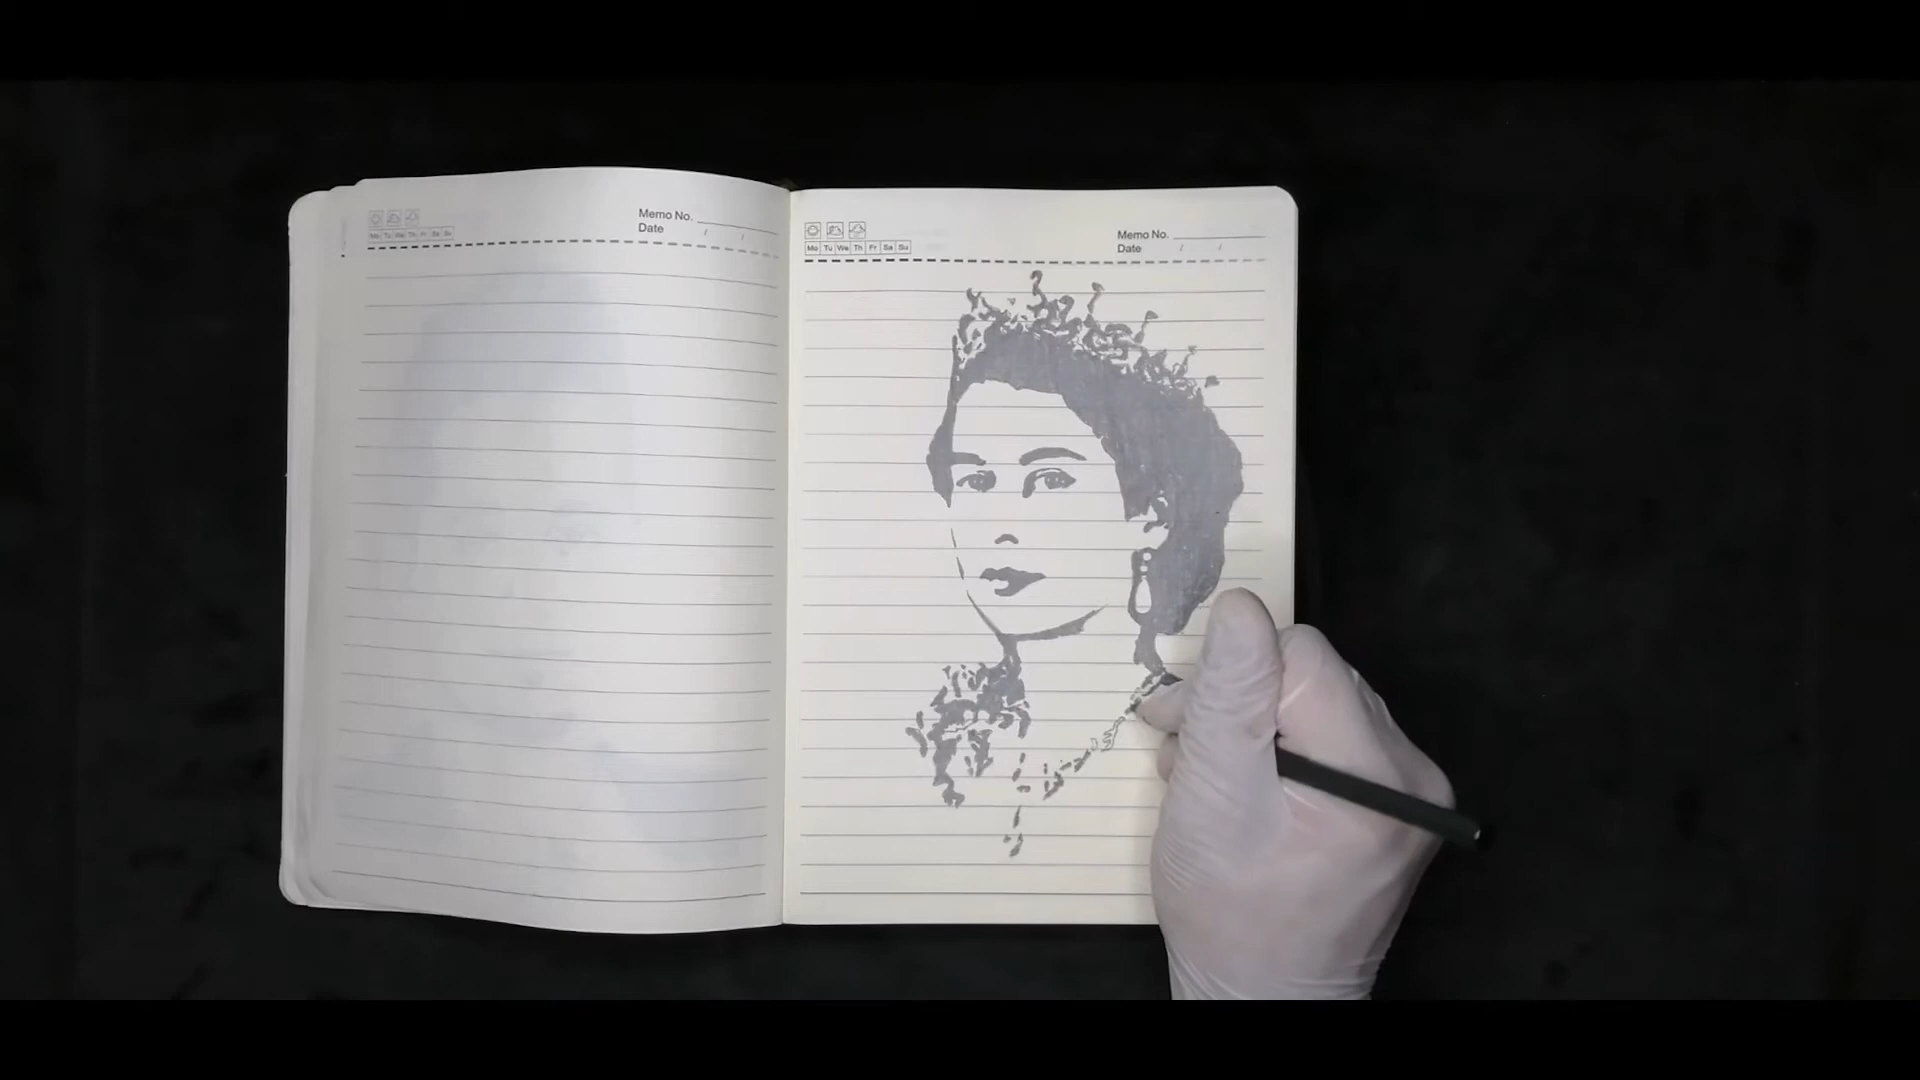 Memo No.
Mo Tu We Th Fr Sa Su
Date / /
Memo No.
Mo Tu We Th Fr Sa Su
Date / /